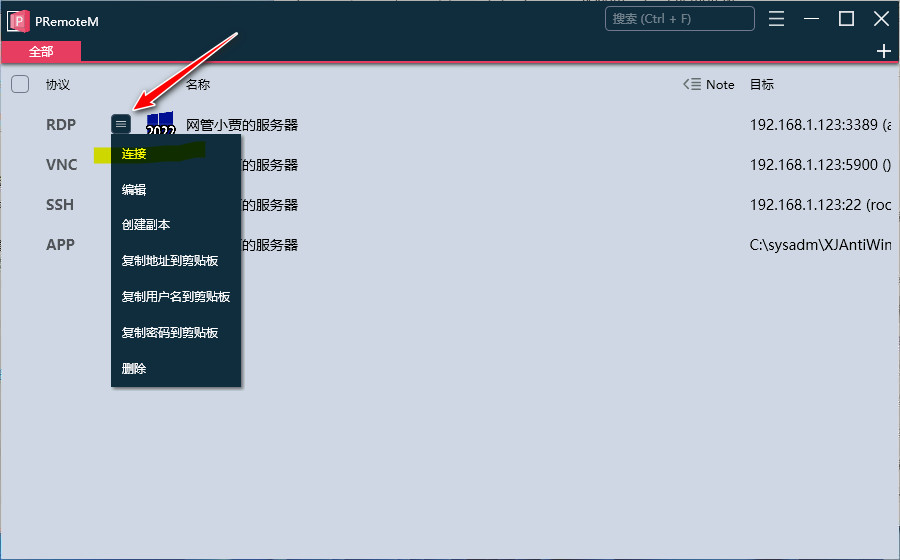 PRemoteM
搜索 (Ctrl + F)
全部
协议 名称 Note 目标
RDP 2022 网管小贾的服务器 192.168.1.123:3389 (a
VNC 的服务器 192.168.1.123:5900 ()
SSH 的服务器 192.168.1.123:22 (roc
APP 的服务器 C:\sysadm\XJAntiWin
连接
编辑
创建副本
复制地址到剪贴板
复制用户名到剪贴板
复制密码到剪贴板
删除